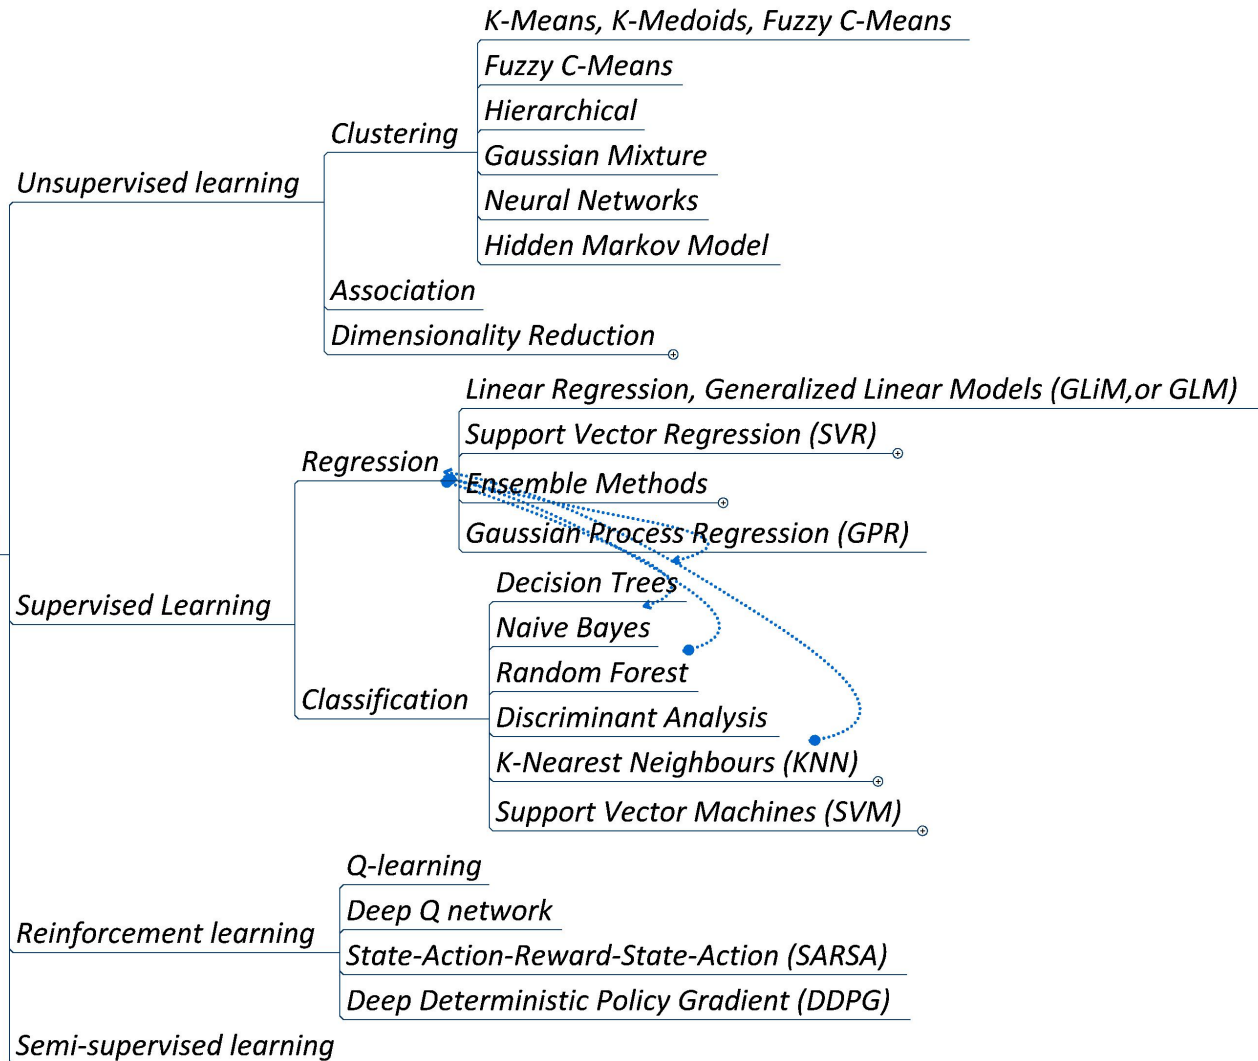 K-Means, K-Medoids, Fuzzy C-Means
Fuzzy C-Means
Hierarchical
Clustering
Gaussian Mixture
Unsupervised learning
Neural Networks
Hidden Markov Model
Association
Dimensionality Reduction
Linear Regression, Generalized Linear Models (GLiM,or GLM)
Support Vector Regression (SVR)
Regression
Ensemble Methods
Gaussian Process Regression (GPR)
Decision Trees
Supervised Learning
Naive Bayes
Random Forest
Classification
Discriminant Analysis
K-Nearest Neighbours (KNN)
Support Vector Machines (SVM)
Q-learning
Deep Q network
Reinforcement learning
State-Action-Reward-State-Action (SARSA)
Deep Deterministic Policy Gradient (DDPG)
Semi-supervised learning